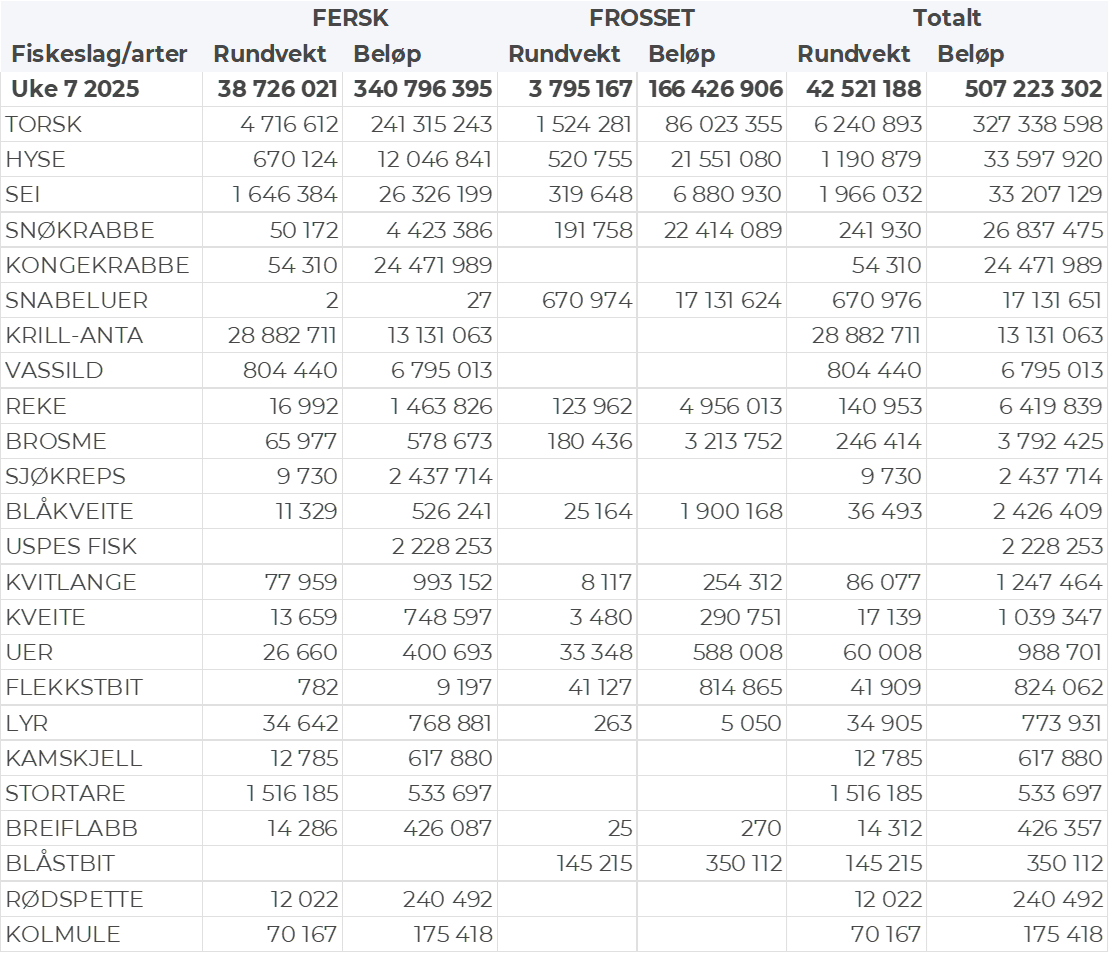 FERSK FROSSET Totalt
Fiskeslag/arter Rundvekt Beløp Rundvekt Beløp Rundvekt Beløp
Uke 7 2025 38 726 021 340 796 395 3 795 167 166 426 906 42 521 188 507 223 302
TORSK 4 716 612 241 315 243 1 524 281 86 023 355 6 240 893 327 338 598
HYSE 670 124 12 046 841 520 755 21 551 080 1 190 879 33 597 920
SEI 1 646 384 26 326 199 319 648 6 880 930 1 966 032 33 207 129
SNØKRABBE 50 172 4 423 386 191 758 22 414 089 241 930 26 837 475
KONGEKRABBE 54 310 24 471 989 54 310 24 471 989
SNABELUER 2 27 670 974 17 131 624 670 976 17 131 651
KRILL-ANTA 28 882 711 13 131 063 28 882 711 13 131 063
VASSILD 804 440 6 795 013 804 440 6 795 013
REKE 16 992 1 463 826 123 962 4 956 013 140 953 6 419 839
BROSME 65 977 578 673 180 436 3 213 752 246 414 3 792 425
SJØKREPS 9 730 2 437 714 9 730 2 437 714
BLÅKVEITE 11 329 526 241 25 164 1 900 168 36 493 2 426 409
USPES FISK 2 228 253 2 228 253
KVITLANGE 77 959 993 152 8 117 254 312 86 077 1 247 464
KVEITE 13 659 748 597 3 480 290 751 17 139 1 039 347
UER 26 660 400 693 33 348 588 008 60 008 988 701
FLEKKSTBIT 782 9 197 41 127 814 865 41 909 824 062
LYR 34 642 768 881 263 5 050 34 905 773 931
KAMSKJELL 12 785 617 880 12 785 617 880
STORTARE 1 516 185 533 697 1 516 185 533 697
BREIFLABB 14 286 426 087 25 270 14 312 426 357
BLÅSTBIT 145 215 350 112 145 215 350 112
RØDSPETTE 12 022 240 492 12 022 240 492
KOLMULE 70 167 175 418 70 167 175 418